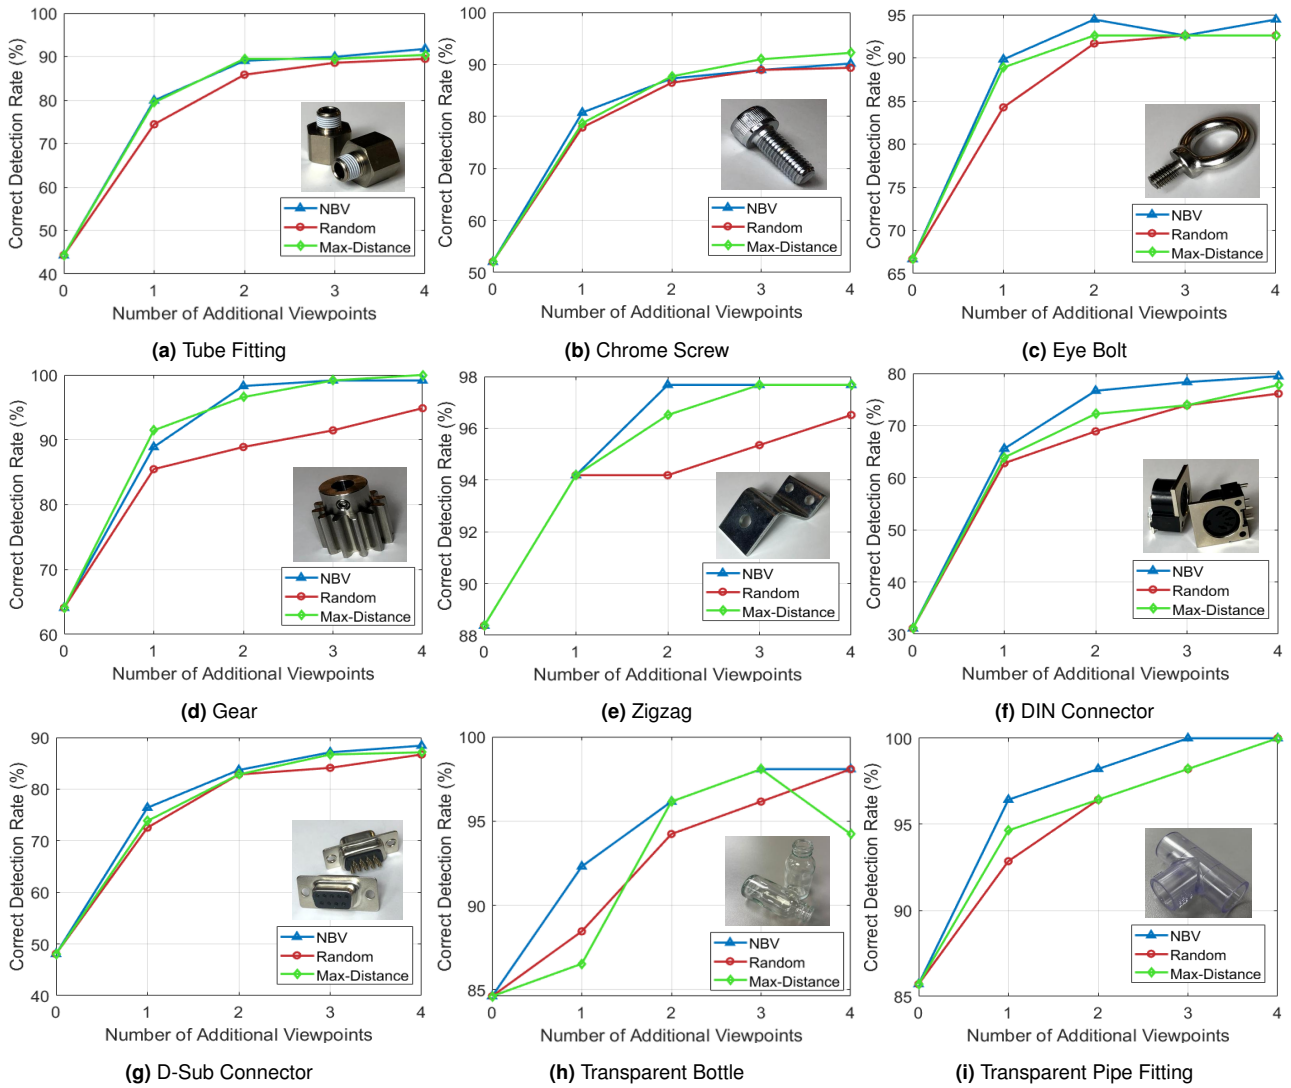 100
90
80
70
60
50
40
0
1
2
3
4
Correct Detection Rate (%)
Number of Additional Viewpoints
NBV
Random
Max-Distance
(a) Tube Fitting
100
90
80
70
60
50
0
1
2
3
4
Correct Detection Rate (%)
Number of Additional Viewpoints
NBV
Random
Max-Distance
(b) Chrome Screw
95
90
85
80
75
70
65
0
1
2
3
4
Correct Detection Rate (%)
Number of Additional Viewpoints
NBV
Random
Max-Distance
(c) Eye Bolt
100
90
80
70
60
0
1
2
3
4
Correct Detection Rate (%)
Number of Additional Viewpoints
NBV
Random
Max-Distance
(d) Gear
98
96
94
92
90
88
0
1
2
3
4
Correct Detection Rate (%)
Number of Additional Viewpoints
NBV
Random
Max-Distance
(e) Zigzag
80
70
60
50
40
30
0
1
2
3
4
Correct Detection Rate (%)
Number of Additional Viewpoints
NBV
Random
Max-Distance
(f) DIN Connector
90
80
70
60
50
40
0
1
2
3
4
Correct Detection Rate (%)
Number of Additional Viewpoints
NBV
Random
Max-Distance
(g) D-Sub Connector
100
95
90
85
0
1
2
3
4
Correct Detection Rate (%)
Number of Additional Viewpoints
NBV
Random
Max-Distance
(h) Transparent Bottle
100
95
90
85
0
1
2
3
4
Correct Detection Rate (%)
Number of Additional Viewpoints
NBV
Random
Max-Distance
(i) Transparent Pipe Fitting